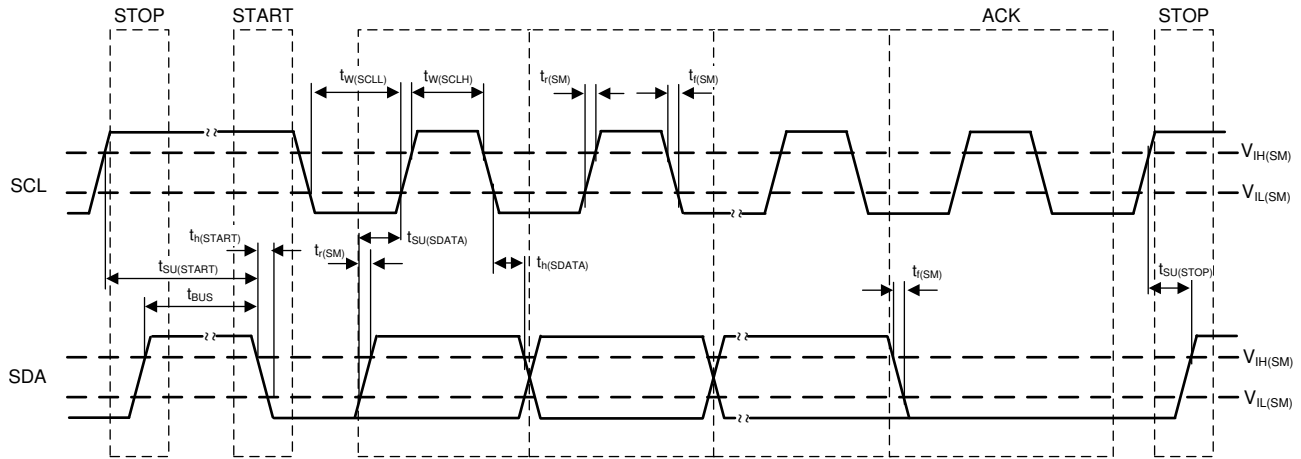 STOP
START
ACK
STOP
tW(SCLL)
tW(SCLH)
tr(SM)
tf(SM)
SCL
VIH(SM)
VIL(SM)
th(START)
tr(SM)
tSU(SDATA)
th(SDATA)
tSU(START)
tf(SM)
tSU(STOP)
tBUS
SDA
VIH(SM)
VIL(SM)